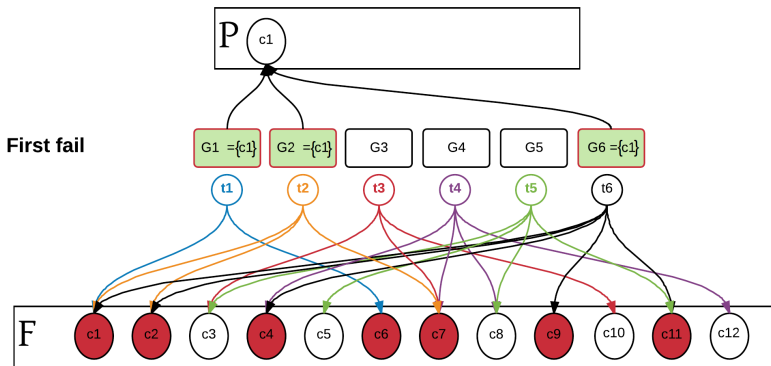 P
c1
First fail
G1 ={c1} G2 ={c1} G3 G4 G5 G6 ={c1}
t1 t2 t3 t4 t5 t6
F
c1 c2 c3 c4 c5 c6 c7 c8 c9 c10 c11 c12